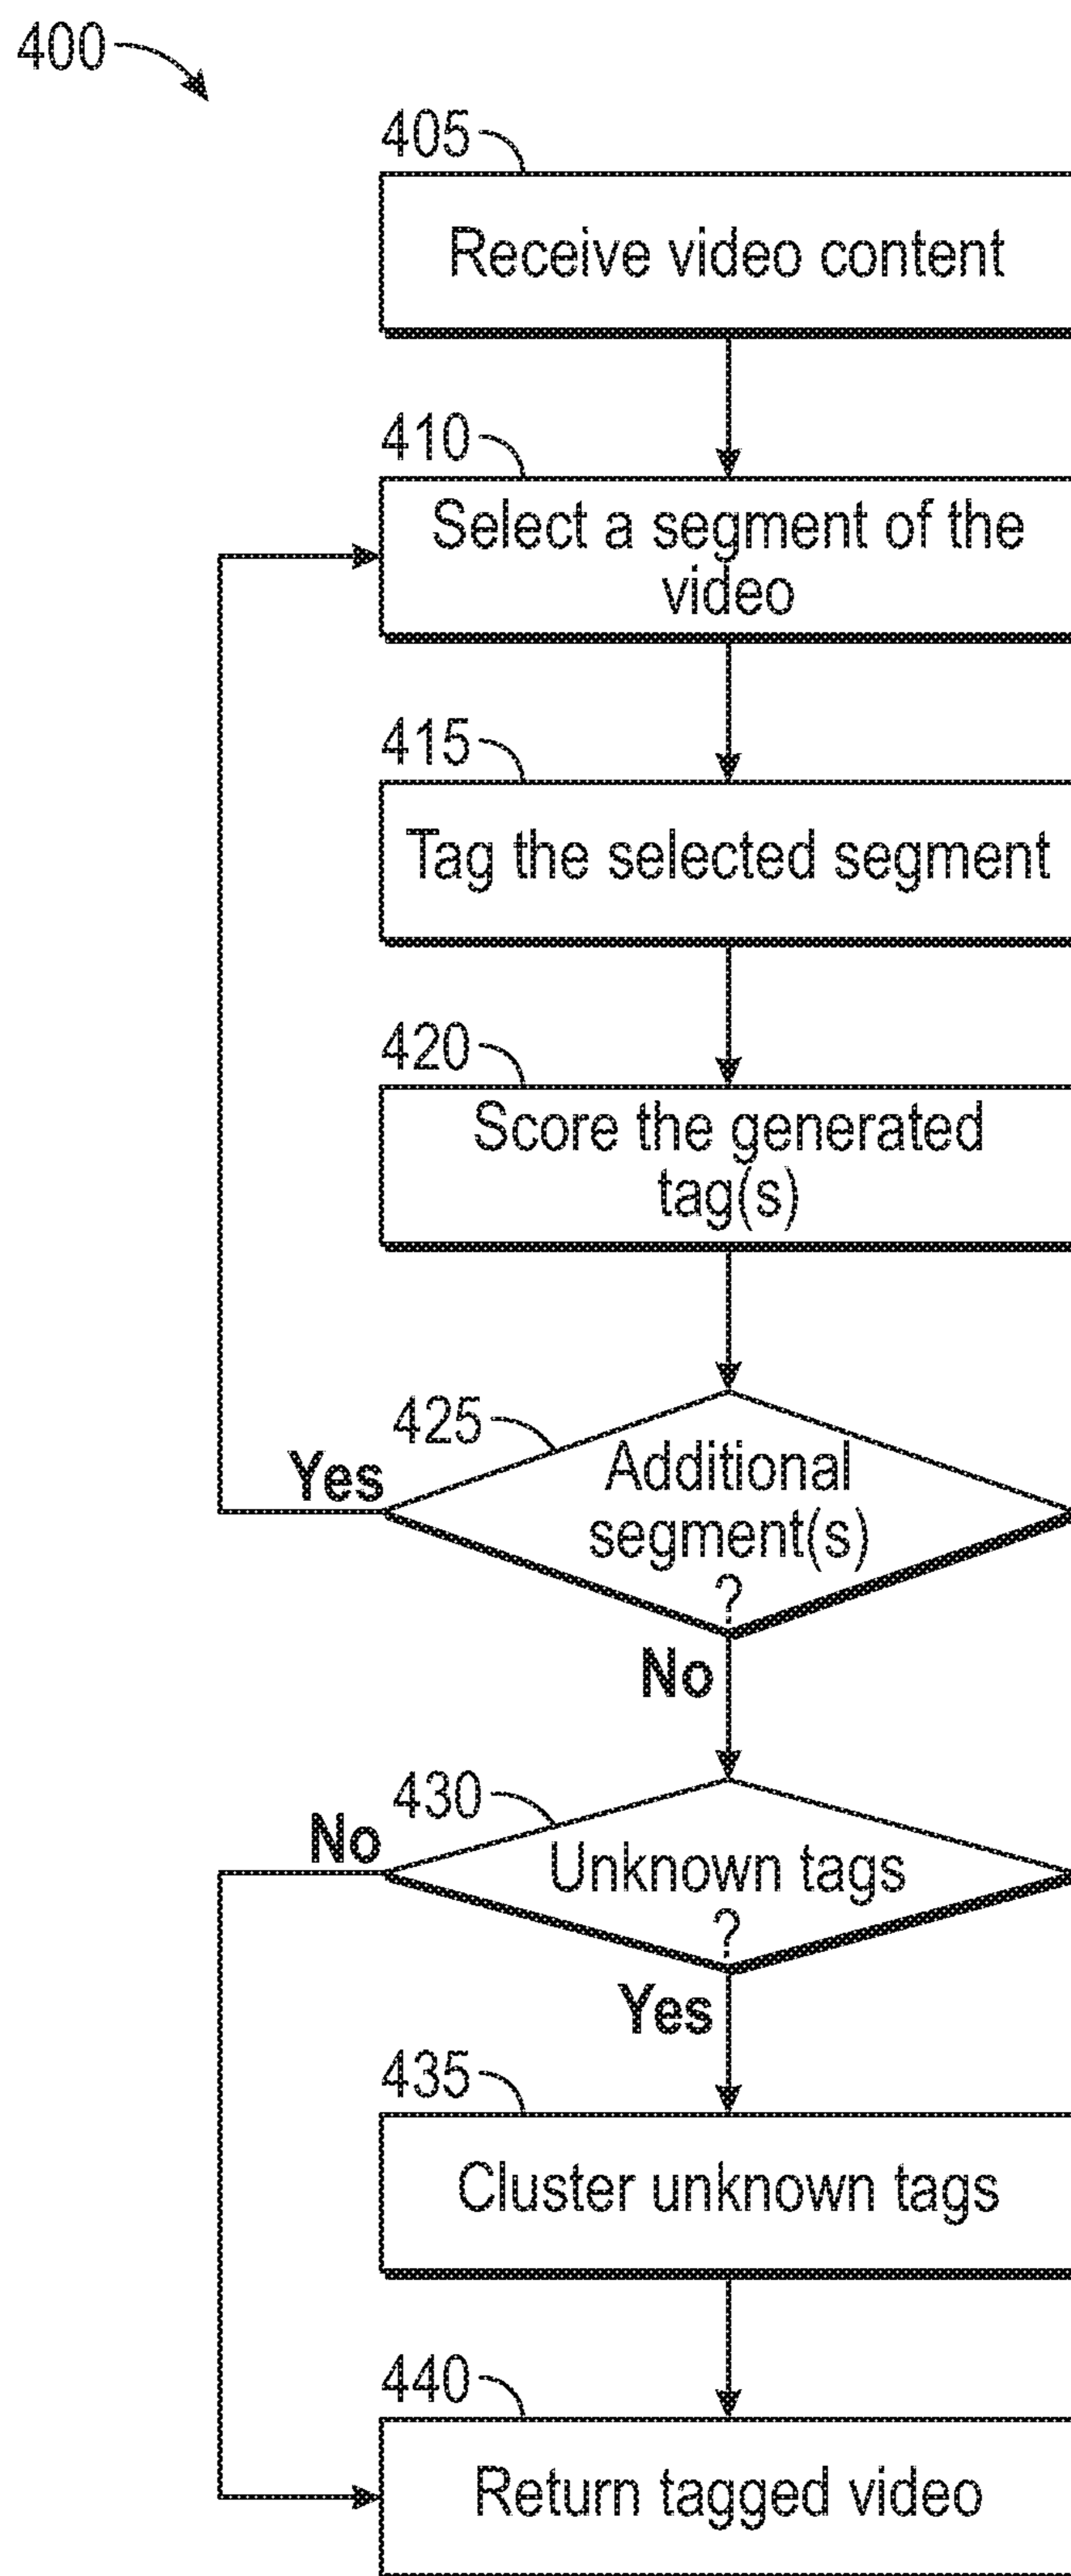 400
405
Receive video content
410
Select a segment of the
video
415
Tag the selected segment
420
Score the generated
tag(s)
425
Yes
Additional
segment(s)
?
No
430
No
Unknown tags
?
Yes
435
Cluster unknown tags
440
Return tagged video